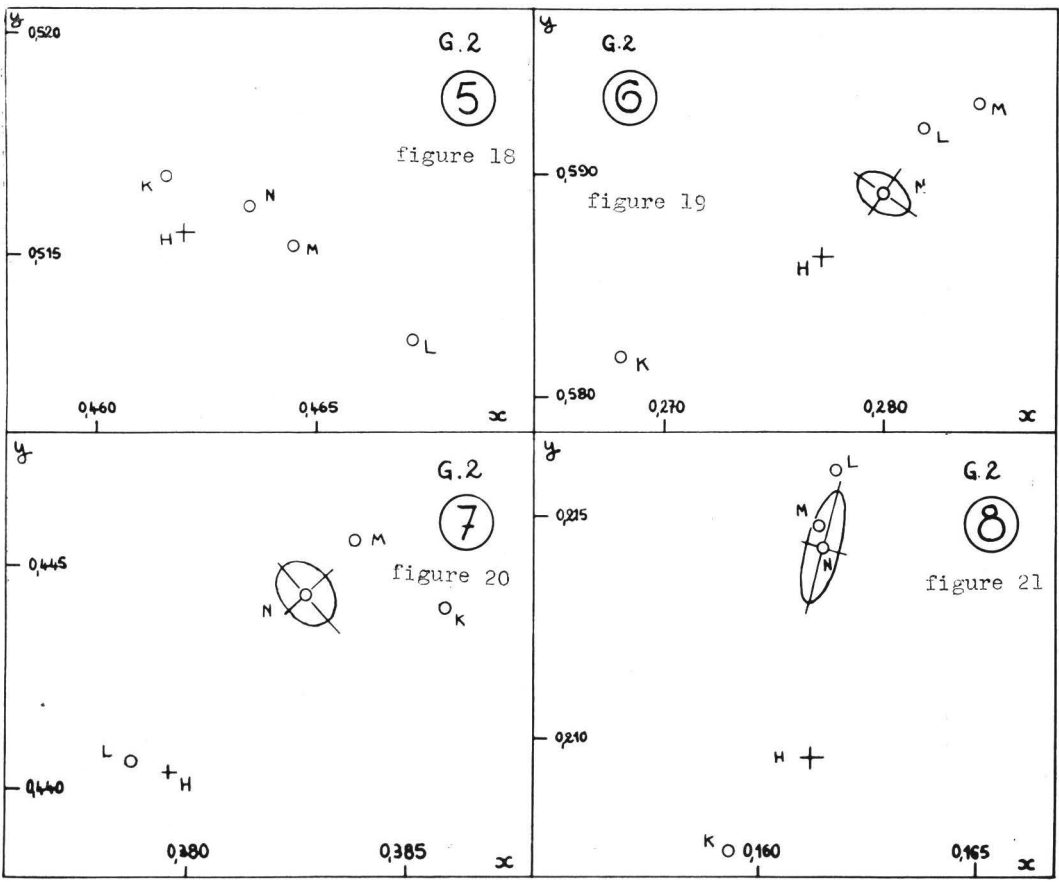 y
0,520
G.2
5
figure 18
K
N
H
0,515
M
L
0,460
0,465
x
y
G.2
6
M
L
0,590
figure 19
M
H
K
0,580
0,270
0,280
x
y
G.2
7
M
0,445
figure 20
N
K
L
H
0,440
0,380
0,385
x
y
L
G.2
8
M
0,215
N
figure 21
0,210
H
K
0,160
0,165
x